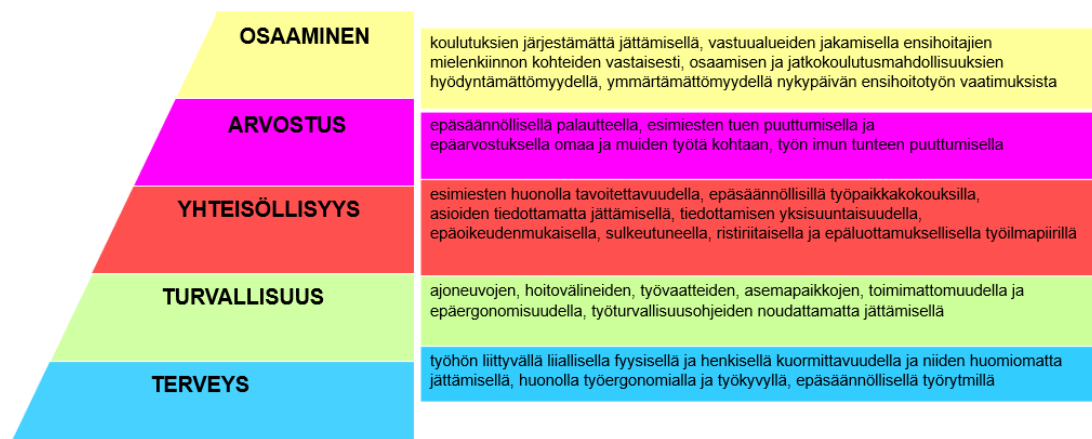 OSAAMINEN
koulutuksien järjestämättä jättämisellä, vastuualueiden jakamisella ensihoitajien
mielenkiinnon kohteiden vastaisesti, osaamisen ja jatkokoulutusmahdollisuuksien
hyödyntämättömyydellä, ymmärtämättömyydellä nykypäivän ensihoitotyön vaatimuksista
ARVOSTUS
epäsäännöllisellä palautteella, esimiesten tuen puuttumisella ja
epäarvostuksella omaa ja muiden työtä kohtaan, työn imun tunteen puuttumisella
YHTEISÖLLISYYS
esimiesten huonolla tavoitettavuudella, epäsäännöllisillä työpaikkakokouksilla,
asioiden tiedottamatta jättämisellä, tiedottamisen yksisuuntaisuudella,
epäoikeudenmukaisella, sulkeutuneella, ristiriitaisella ja epäluottamuksellisella työilmapiirillä
TURVALLISUUS
ajoneuvojen, hoitovälineiden, työvaatteiden, asemapaikkojen, toimimattomuudella ja
epäergonomisuudella, työturvallisuusohjeiden noudattamatta jättämisellä
TERVEYS
työhön liittyvällä liiallisella fyysisellä ja henkisellä kuormittavuudella ja niiden huomiomatta
jättämisellä, huonolla työergonomialla ja työkyvyllä, epäsäännöllisellä työrytmillä